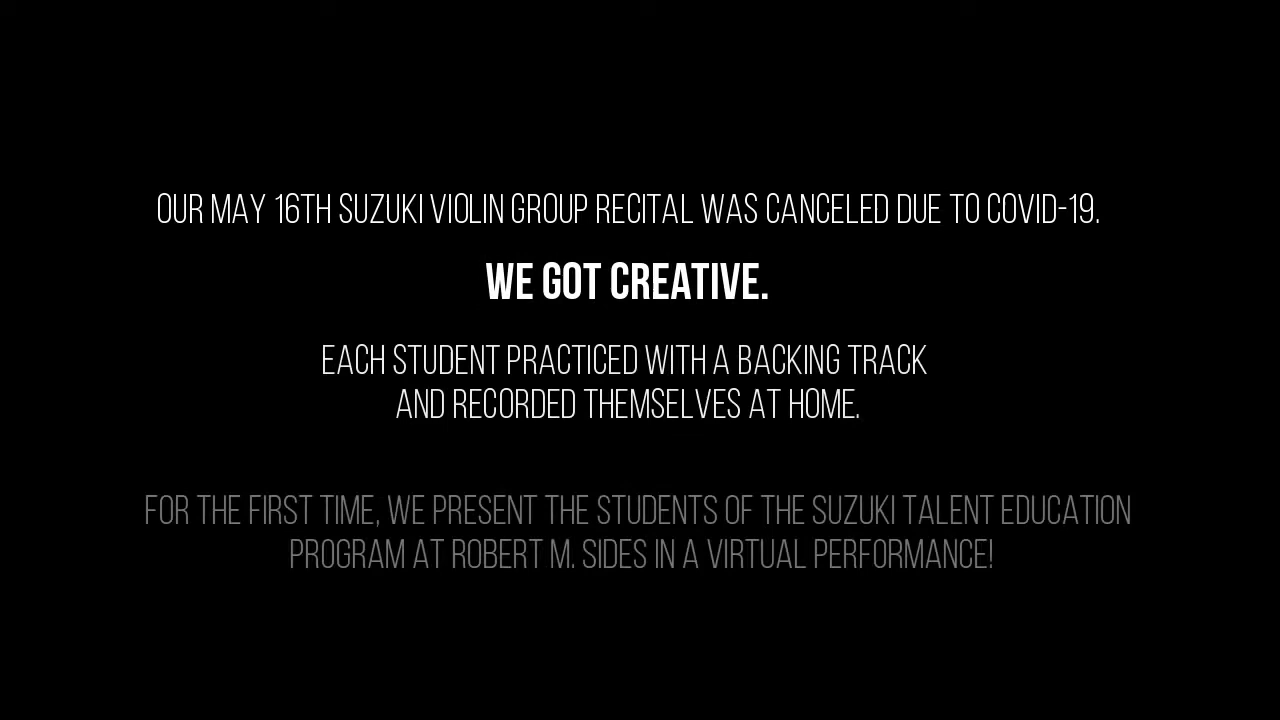 OUR MAY 16TH SUZUKI VIOLIN GROUP RECITAL WAS CANCELED DUE TO COVID-19.
WE GOT CREATIVE.
EACH STUDENT PRACTICED WITH A BACKING TRACK
AND RECORDED THEMSELVES AT HOME.
FOR THE FIRST TIME, WE PRESENT THE STUDENTS OF THE SUZUKI TALENT EDUCATION
PROGRAM AT ROBERT M. SIDES IN A VIRTUAL PERFORMANCE!